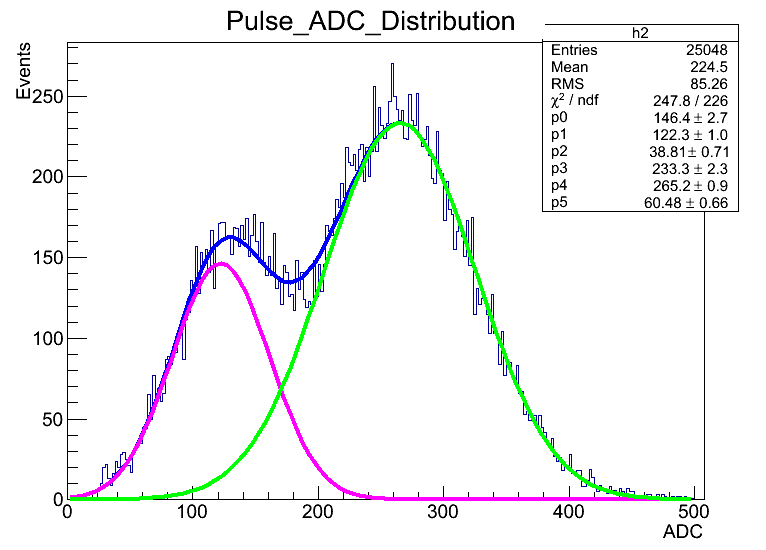 Pulse_ADC_Distribution
h2
Entries 25048
Mean 224.5
RMS 85.26
χ² / ndf 247.8 / 226
p0 146.4 ± 2.7
p1 122.3 ± 1.0
p2 38.81 ± 0.71
p3 233.3 ± 2.3
p4 265.2 ± 0.9
p5 60.48 ± 0.66
Events
250
200
150
100
50
0
0 100 200 300 400 500
ADC